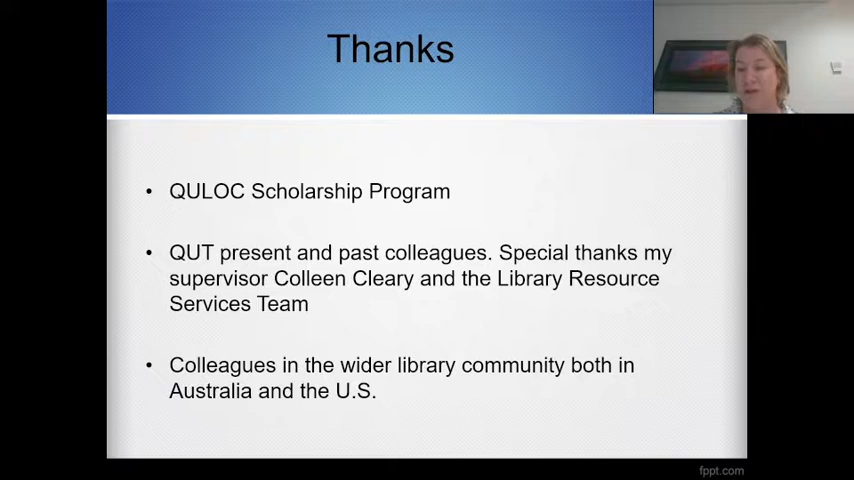 Thanks
• QULOC Scholarship Program
• QUT present and past colleagues. Special thanks my
supervisor Colleen Cleary and the Library Resource
Services Team
• Colleagues in the wider library community both in
Australia and the U.S.
fppt.com